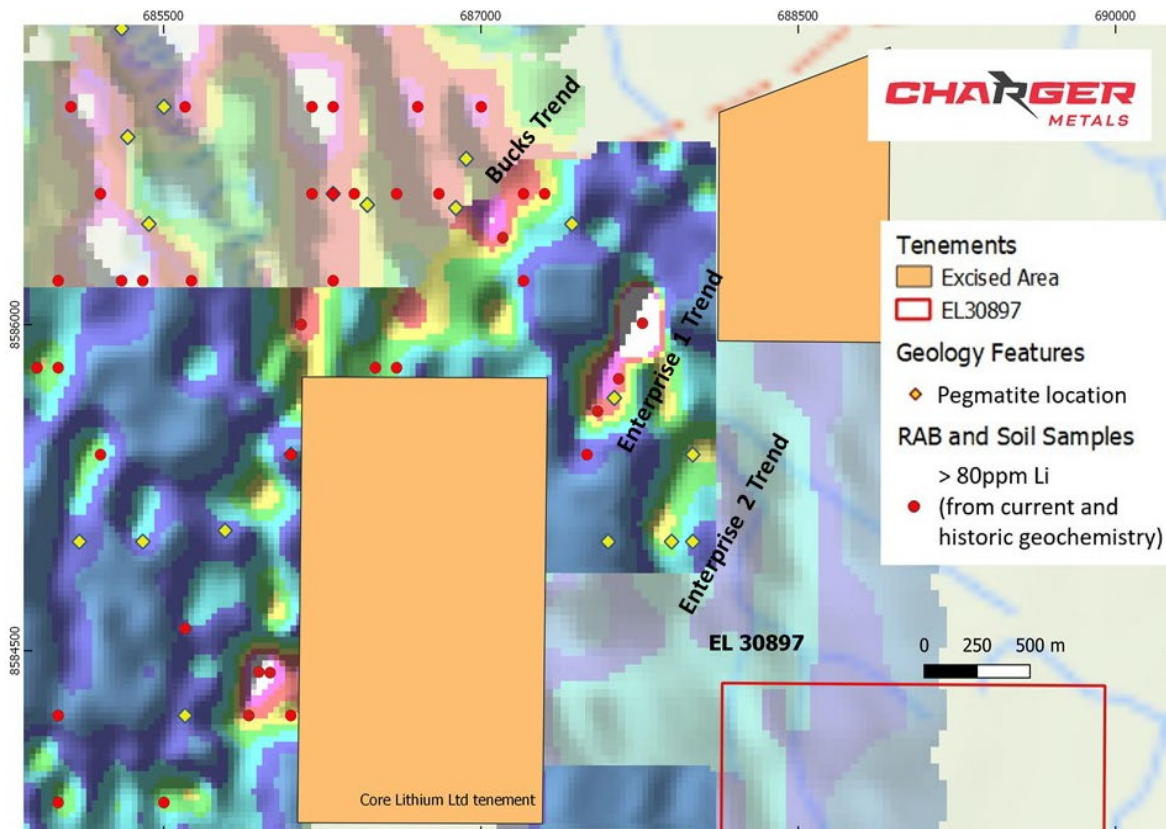 685500
687000
688500
690000
CHARGER
METALS
Bucks Trend
Tenements
Excised Area
EL30897
8586000
Enterprise 1 Trend
Geology Features
Pegmatite location
RAB and Soil Samples
> 80ppm Li
(from current and
historic geochemistry)
Enterprise 2 Trend
8584500
EL 30897
0 250 500 m
Core Lithium Ltd tenement